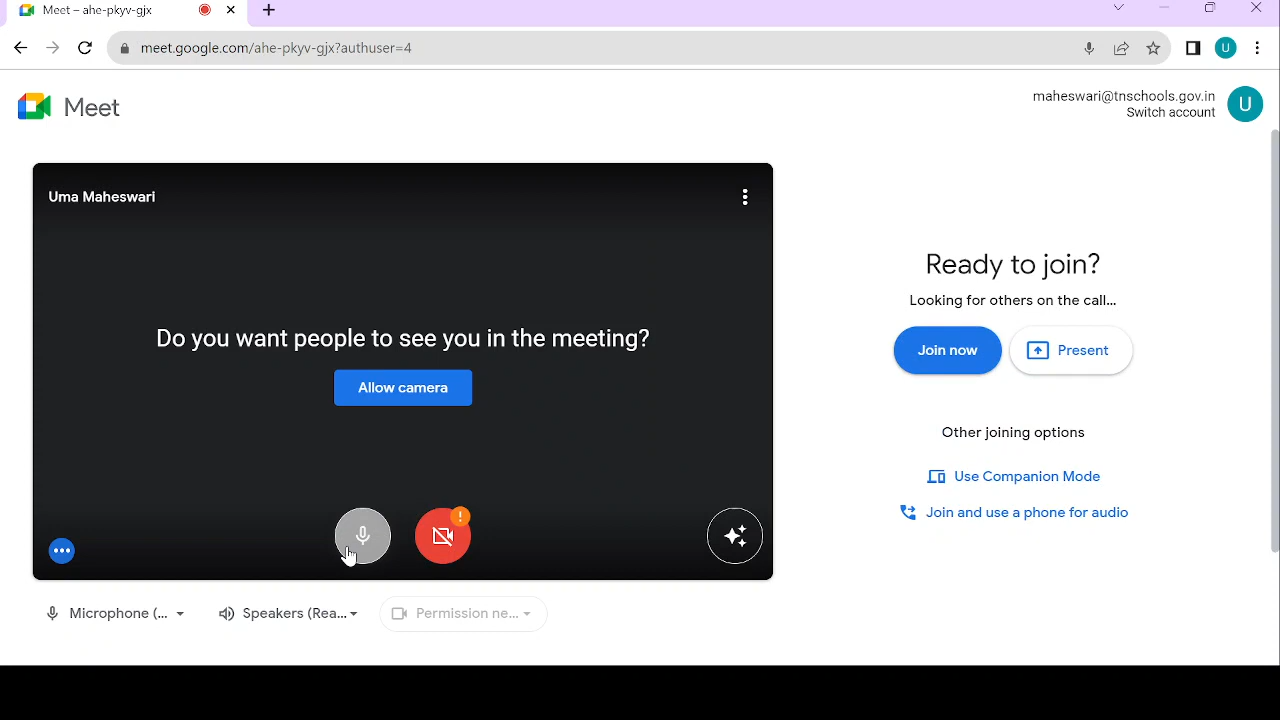 Meet – ahe-pkyv-gjx
meet.google.com/ahe-pkyv-gjx?authuser=4
U
Meet
maheswari@tnschools.gov.in
Switch account
U
Uma Maheswari
Do you want people to see you in the meeting?
Allow camera
!
Ready to join?
Looking for others on the call...
Join now
Present
Other joining options
Use Companion Mode
Join and use a phone for audio
Microphone (...
Speakers (Rea...
Permission ne...